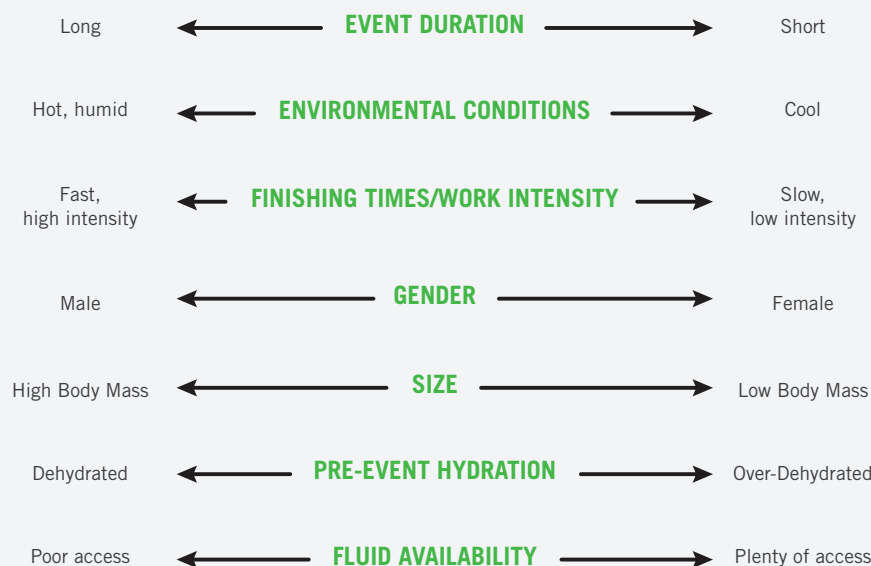 Long EVENT DURATION Short
Hot, humid ENVIRONMENTAL CONDITIONS Cool
Fast,
high intensity
FINISHING TIMES/WORK INTENSITY
Slow,
low intensity
Male GENDER Female
High Body Mass SIZE Low Body Mass
Dehydrated PRE-EVENT HYDRATION Over-Dehydrated
Poor access FLUID AVAILABILITY Plenty of access